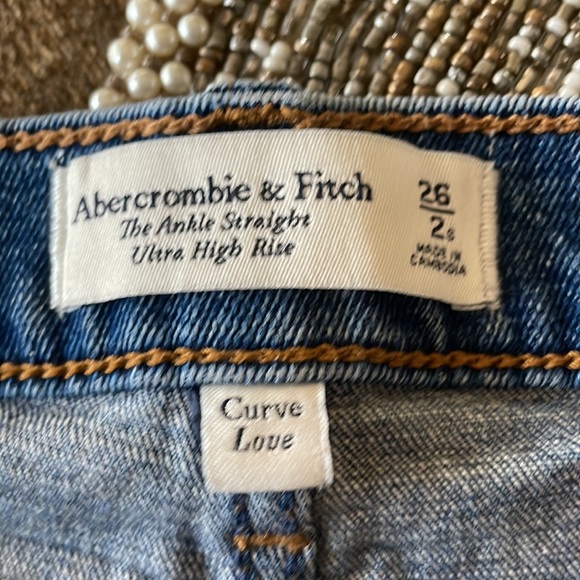 Abercrombie & Fitch
The Ankle Straight
Ultra High Rise
26
2S
MADE IN
CAMBODIA
Curve
Love